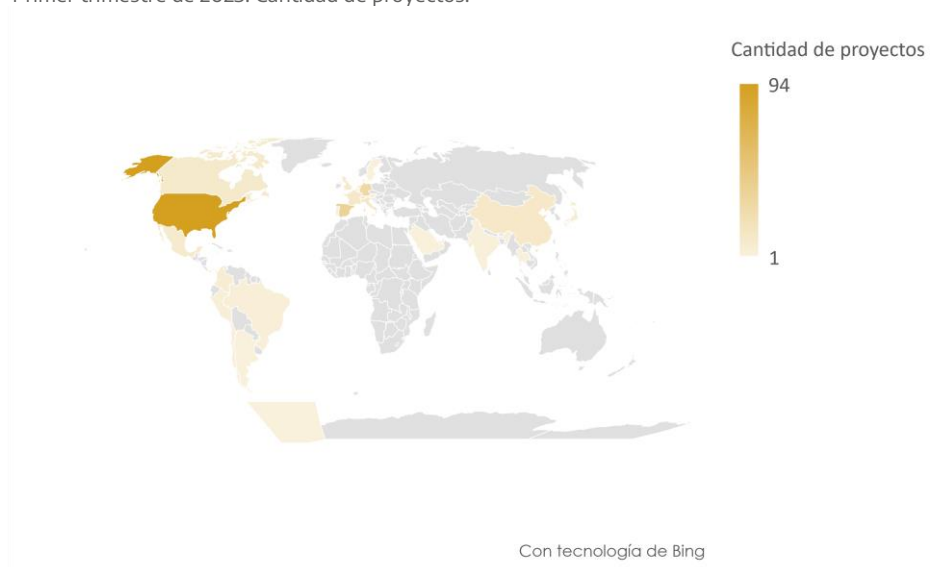 Primer trimestre de 2023. Cantidad de proyectos.
Cantidad de proyectos
94
1
Con tecnología de Bing